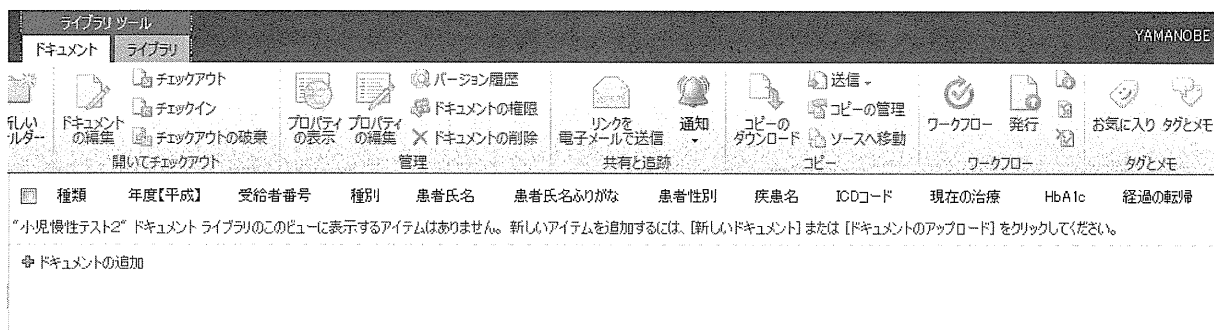 ライブラリ ツール
ドキュメント ライブラリ YAMANOBE
ドキュメントの編集 チェックアウト チェックイン チェックアウトの破棄 プロパティの表示 プロパティの編集 バージョン履歴 ドキュメントの権限 ドキュメントの削除 リンクを電子メールで送信 通知 コピーのダウンロード 送信 コピーの管理 ソースへ移動 ワークフロー 発行 お気に入り タグとメモ
開いてチェックアウト 管理 共有と追跡 コピー ワークフロー タグとメモ
種類 年度【平成】 受給者番号 種別 患者氏名 患者氏名ふりがな 患者性別 疾患名 ICDコード 現在の治療 HbA1c 経過の転帰
"小児慢性テスト2" ドキュメント ライブラリのこのビューに表示するアイテムはありません。新しいアイテムを追加するには、[新しいドキュメント] または [ドキュメントのアップロード] をクリックしてください。
ドキュメントの追加